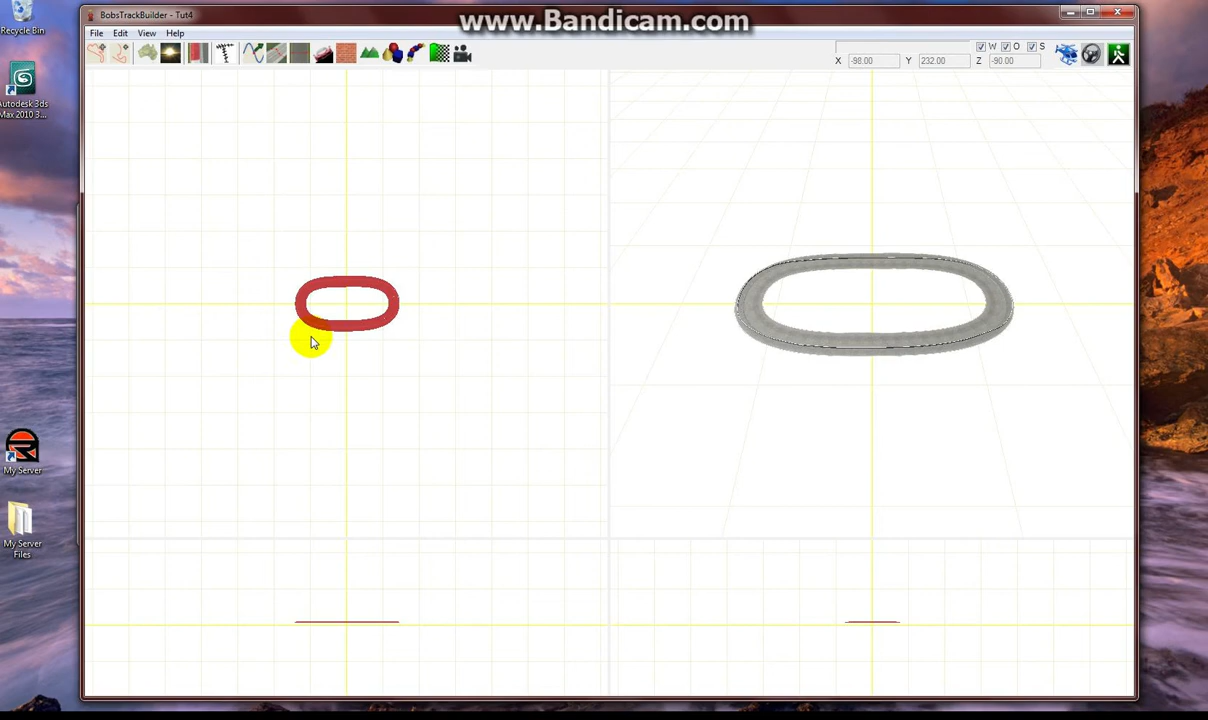 www.Bandicam.com
BobsTrackBuilder - Tut4
File Edit View Help
W O S
X -98.00 Y 232.00 Z -90.00
Recycle Bin
Autodesk 3ds
Max 2010 3...
My Server
My Server
Files